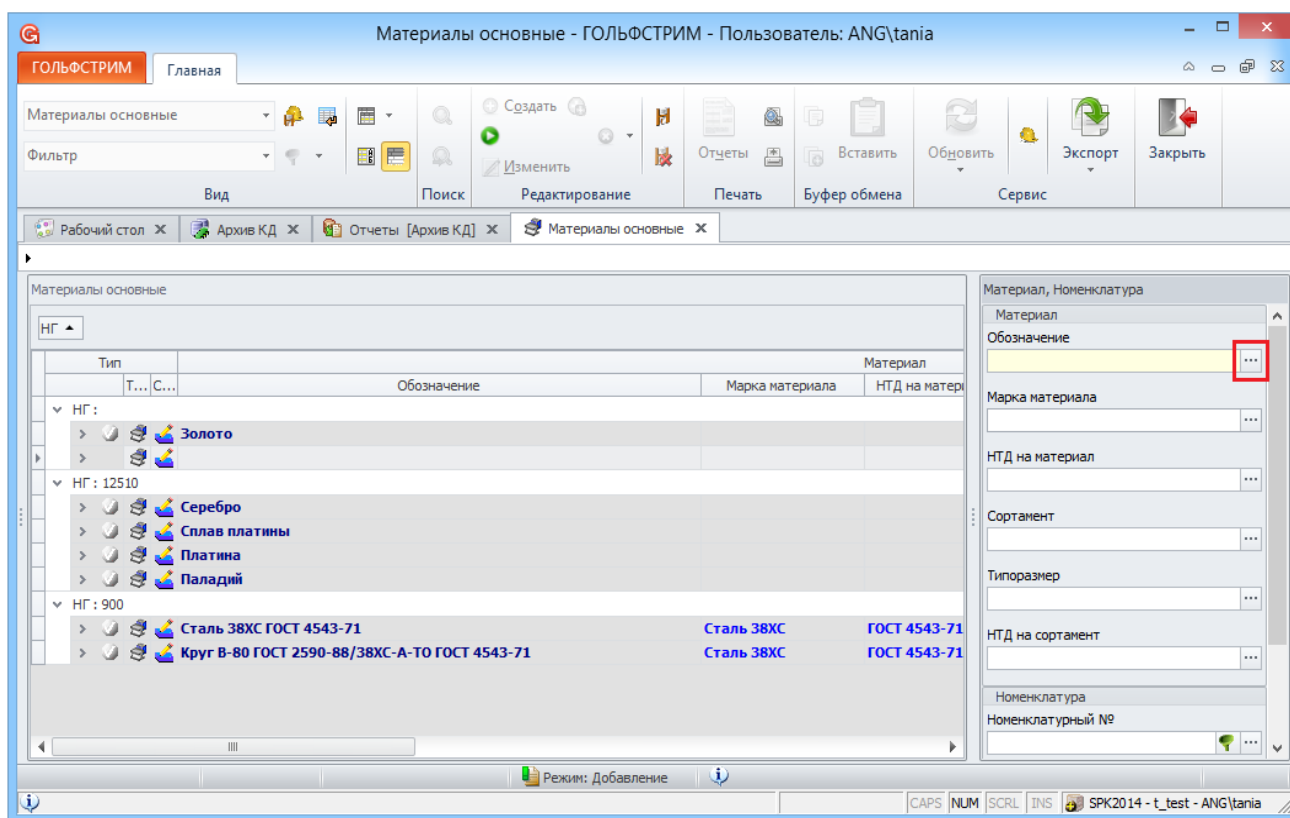 Материалы основные - ГОЛЬФСТРИМ - Пользователь: ANG\tania
ГОЛЬФСТРИМ Главная
Материалы основные
Фильтр
Создать
Изменить
Отчеты
Вставить
Обновить
Экспорт
Закрыть
Вид Поиск Редактирование Печать Буфер обмена Сервис
Рабочий стол Архив КД Отчеты [Архив КД] Материалы основные
Материалы основные
НГ
Тип Материал
Т... С... Обозначение Марка материала НТД на матери
НГ :
Золото
НГ : 12510
Серебро
Сплав платины
Платина
Паладий
НГ : 900
Сталь 38ХС ГОСТ 4543-71 Сталь 38ХС ГОСТ 4543-71
Круг В-80 ГОСТ 2590-88/38ХС-А-ТО ГОСТ 4543-71 Сталь 38ХС ГОСТ 4543-71
Материал, Номенклатура
Материал
Обозначение
...
Марка материала
...
НТД на материал
...
Сортамент
...
Типоразмер
...
НТД на сортамент
...
Номенклатура
Номенклатурный №
...
Режим: Добавление
CAPS NUM SCRL INS SPK2014 - t_test - ANG\tania